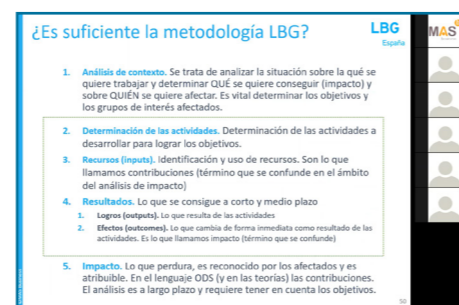 ¿Es suficiente la metodología LBG?
LBG
España
MAS
1. Análisis de contexto. Se trata de analizar la situación sobre la qué se
quiere trabajar y determinar QUÉ se quiere conseguir (impacto) y
sobre QUIÉN se quiere afectar. Es vital determinar los objetivos y
los grupos de interés afectados.
2. Determinación de las actividades. Determinación de las actividades a
desarrollar para lograr los objetivos.
3. Recursos (inputs). Identificación y uso de recursos. Son lo que
llamamos contribuciones (término que se confunde en el ámbito
del análisis de impacto)
4. Resultados. Lo que se consigue a corto y medio plazo
1. Logros (outputs). Lo que resulta de las actividades
2. Efectos (outcomes). Lo que cambia de forma inmediata como resultado de las
actividades. Es lo que llamamos impacto (término que se confunde)
5. Impacto. Lo que perdura, es reconocido por los afectados y es
atribuible. En el lenguaje ODS (y en las teorías) las contribuciones.
El análisis es a largo plazo y requiere tener en cuenta los objetivos.
50